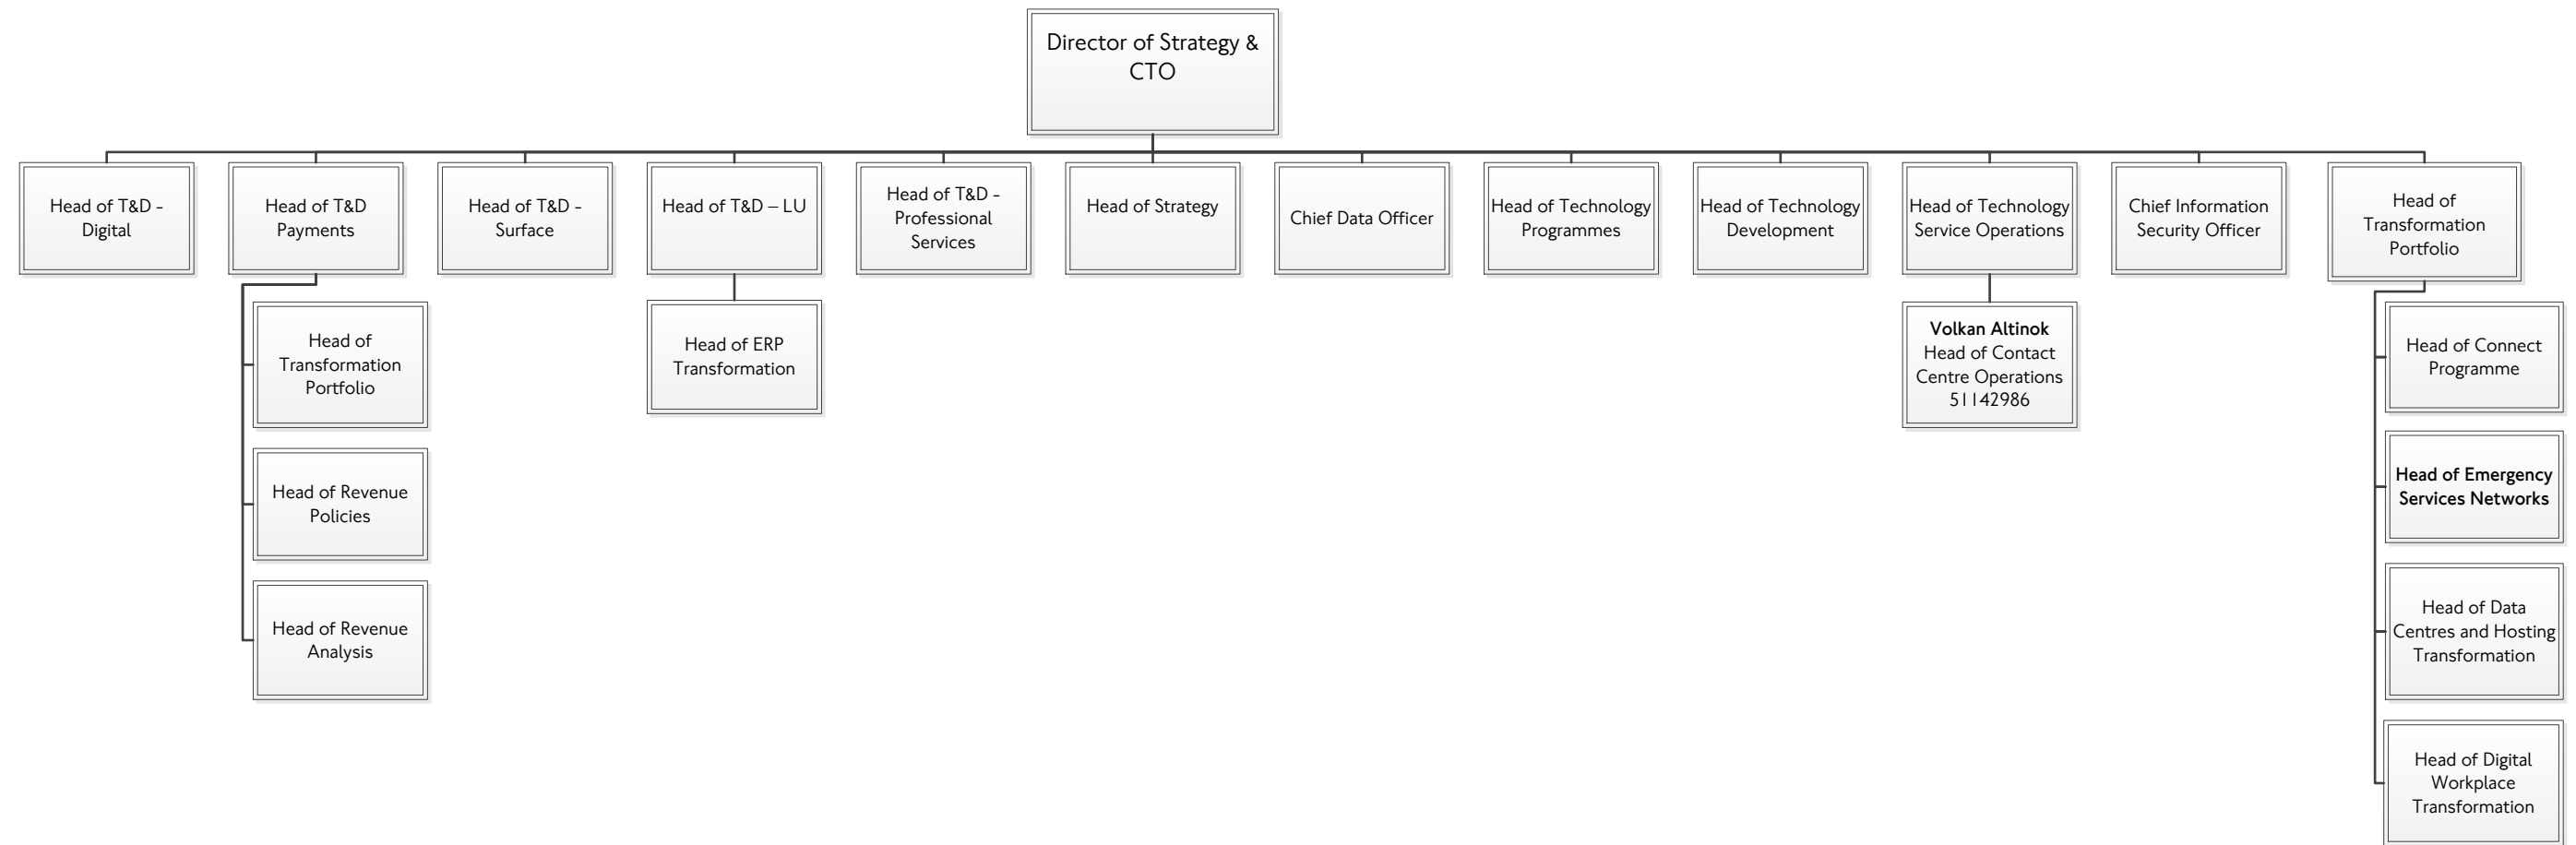 Director of Strategy &
CTO
Head of T&D -
Digital
Head of T&D
Payments
Head of T&D -
Surface
Head of T&D – LU
Head of T&D -
Professional
Services
Head of Strategy
Chief Data Officer
Head of Technology
Programmes
Head of Technology
Development
Head of Technology
Service Operations
Chief Information
Security Officer
Head of
Transformation
Portfolio
Head of
Transformation
Portfolio
Head of Revenue
Policies
Head of Revenue
Analysis
Head of ERP
Transformation
Volkan Altinok
Head of Contact
Centre Operations
51142986
Head of Connect
Programme
Head of Emergency
Services Networks
Head of Data
Centres and Hosting
Transformation
Head of Digital
Workplace
Transformation